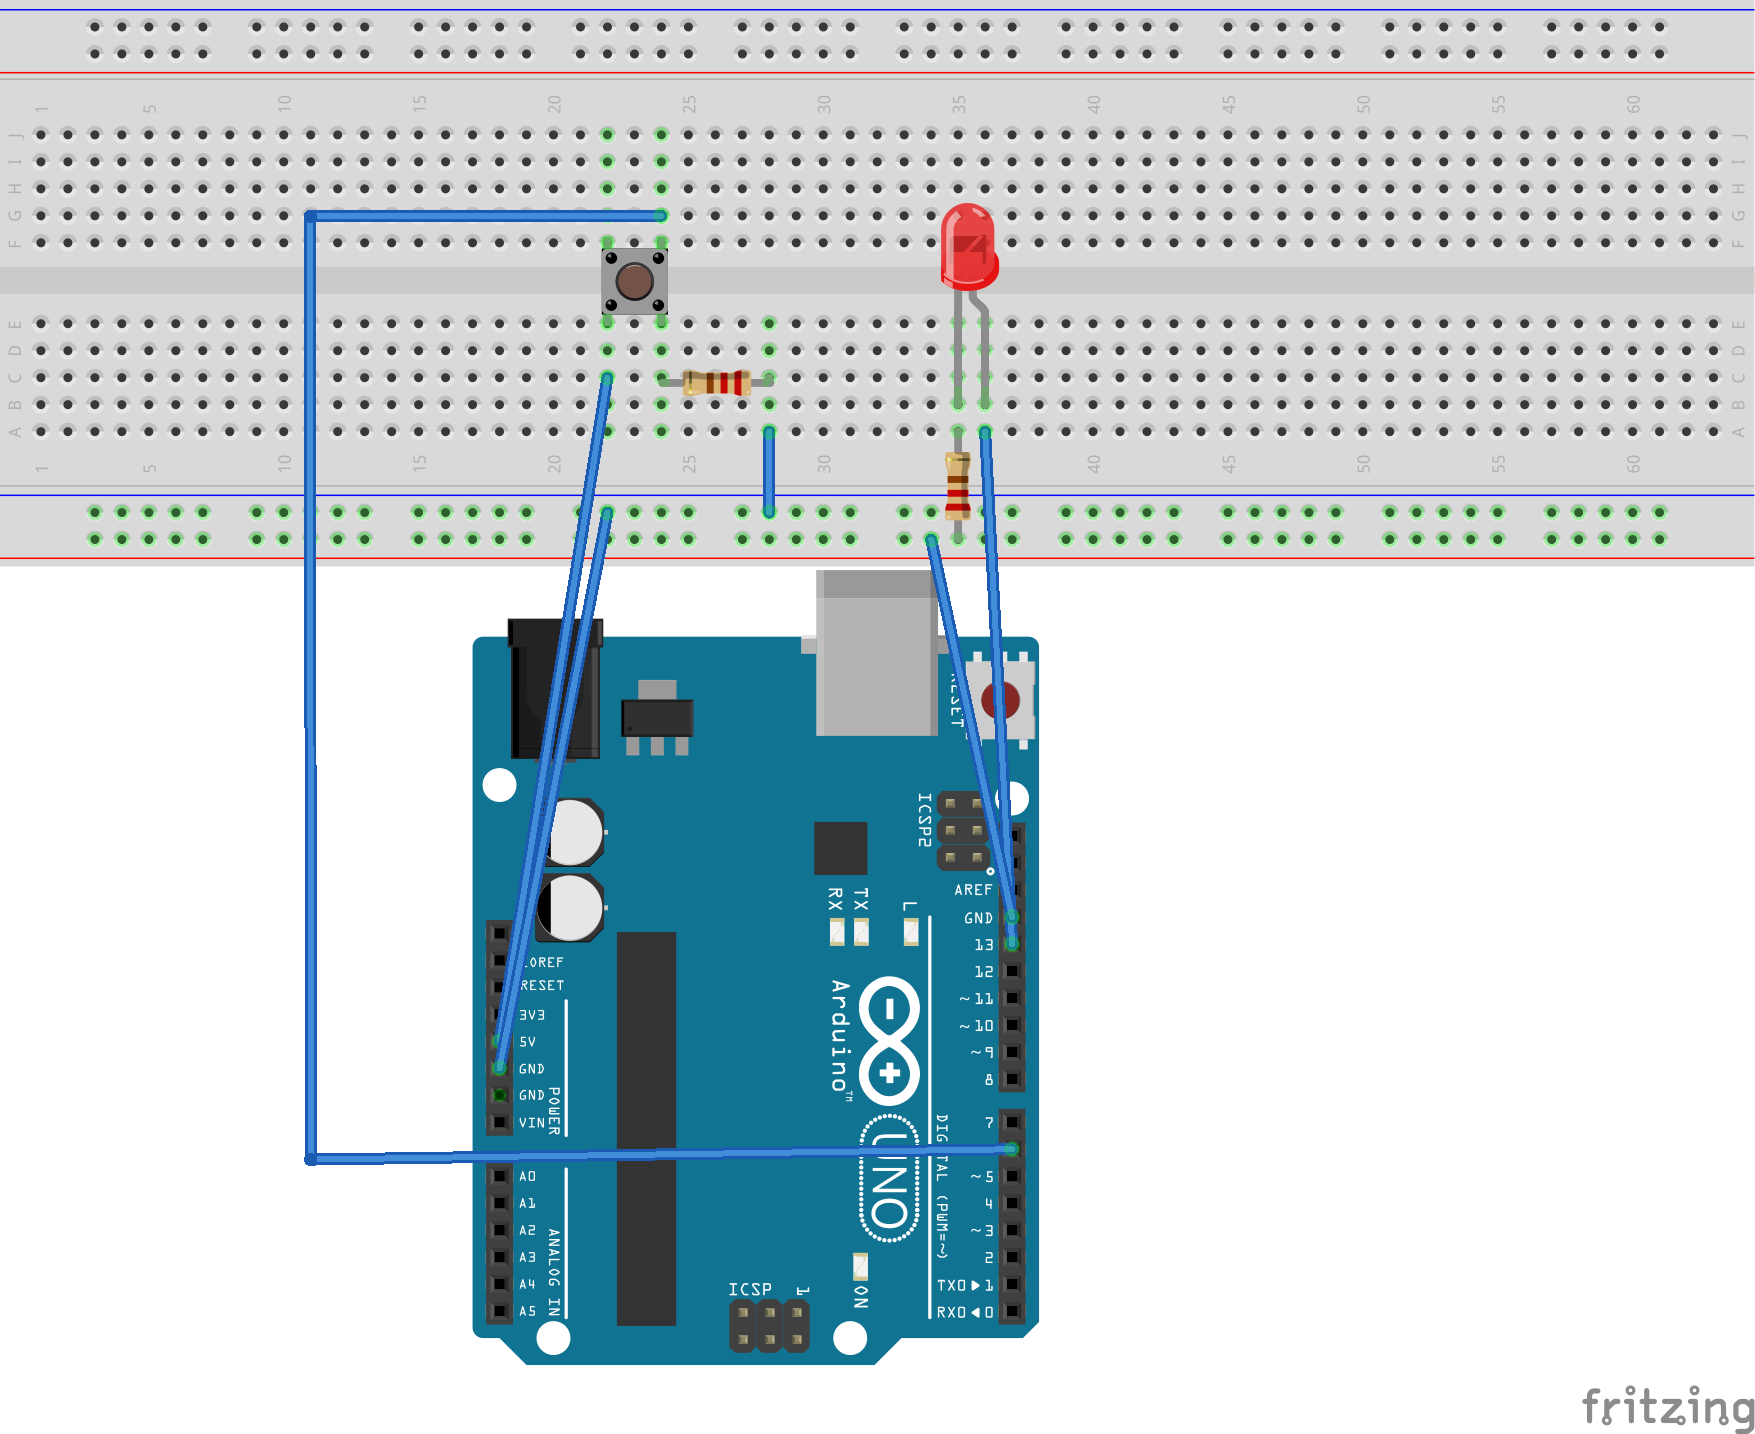 1 5 10 15 20 25 30 35 40 45 50 55 60
J J
I I
H H
G G
F F
E E
D D
C C
B B
A A
1 5 10 15 20 25 30 35 40 45 50 55 60
RESET
ICSP2
RX TX L
AREF
GND
13
12
~11
~10
~9
8
7
~5
4
~3
2
TX0▶1
RX0◀0
DIGITAL (PWM=~)
IOREF
RESET
3V3
5V
GND
GND
VIN
POWER
A0
A1
A2
A3
A4
A5
ANALOG IN
Arduino™
UNO
ICSP 1
ON
fritzing